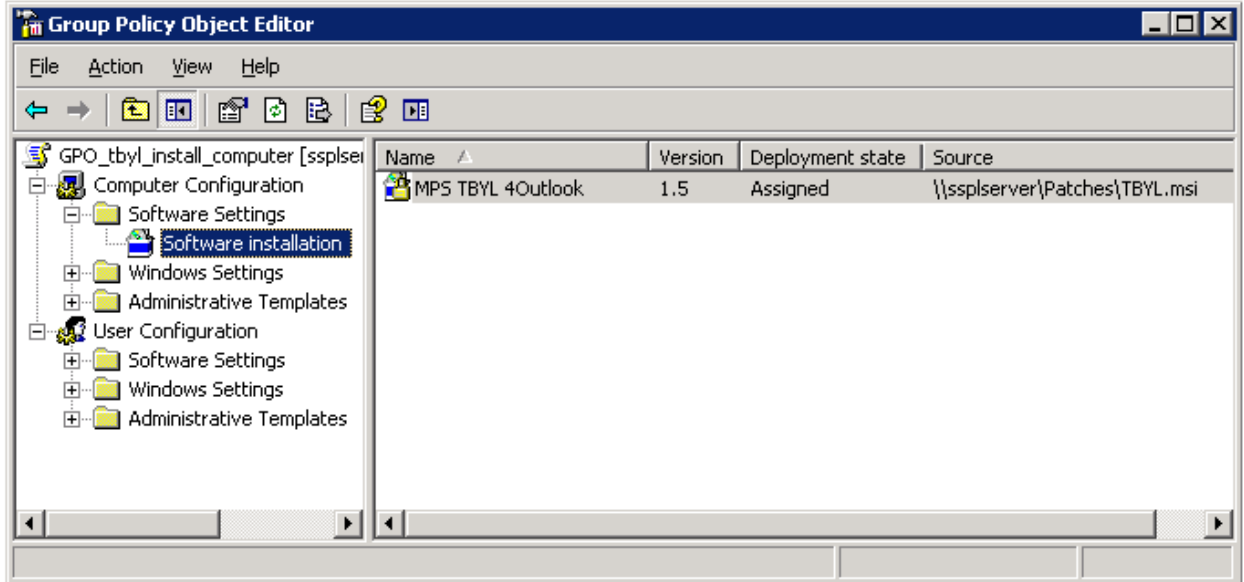 Group Policy Object Editor
File Action View Help
GPO_tbyl_install_computer [ssplser
Computer Configuration
Software Settings
Software installation
Windows Settings
Administrative Templates
User Configuration
Software Settings
Windows Settings
Administrative Templates
Name Version Deployment state Source
MPS TBYL 4Outlook 1.5 Assigned \\ssplserver\Patches\TBYL.msi